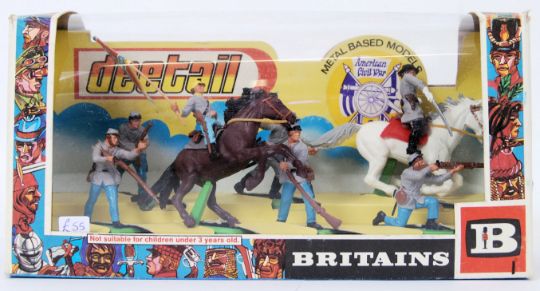 deetail
METAL BASED MODELS
American
Civil War
£55
Not suitable for children under 3 years old.
BRITAINS
B